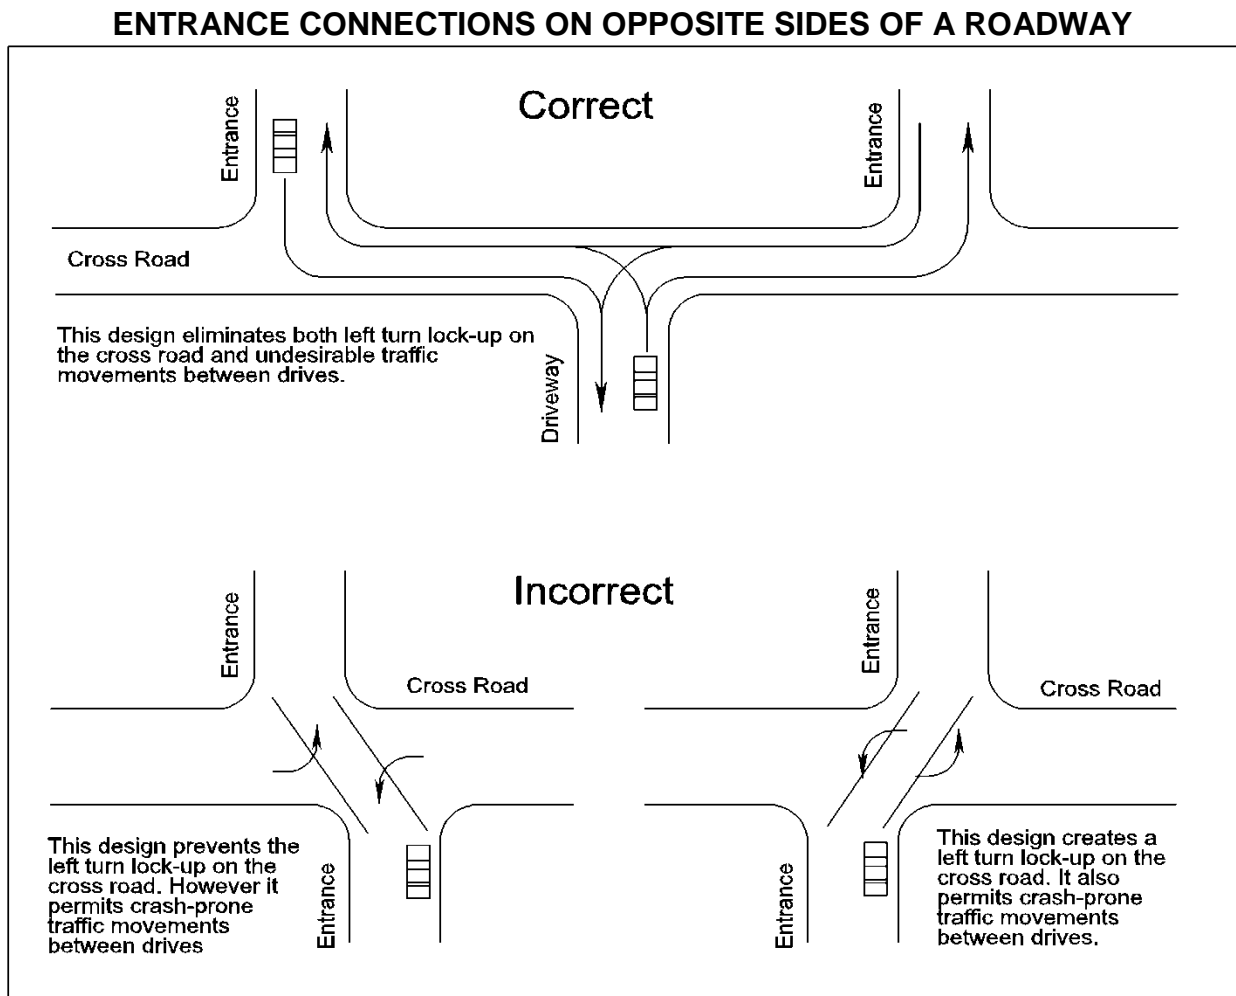 ENTRANCE CONNECTIONS ON OPPOSITE SIDES OF A ROADWAY
Correct
Entrance
Entrance
Cross Road
This design eliminates both left turn lock-up on
the cross road and undesirable traffic
movements between drives.
Driveway
Incorrect
Entrance
Entrance
Cross Road
Cross Road
This design prevents the
left turn lock-up on the
cross road. However it
permits crash-prone
traffic movements
between drives
Entrance
Entrance
This design creates a
left turn lock-up on the
cross road. It also
permits crash-prone
traffic movements
between drives.